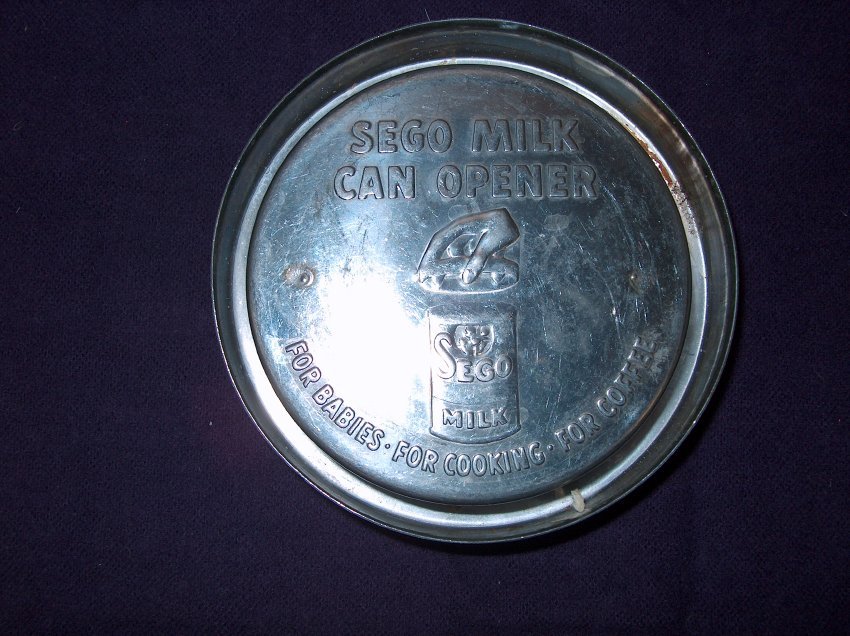 SEGO MILK
CAN OPENER
SEGO
MILK
FOR BABIES · FOR COOKING · FOR COFFEE